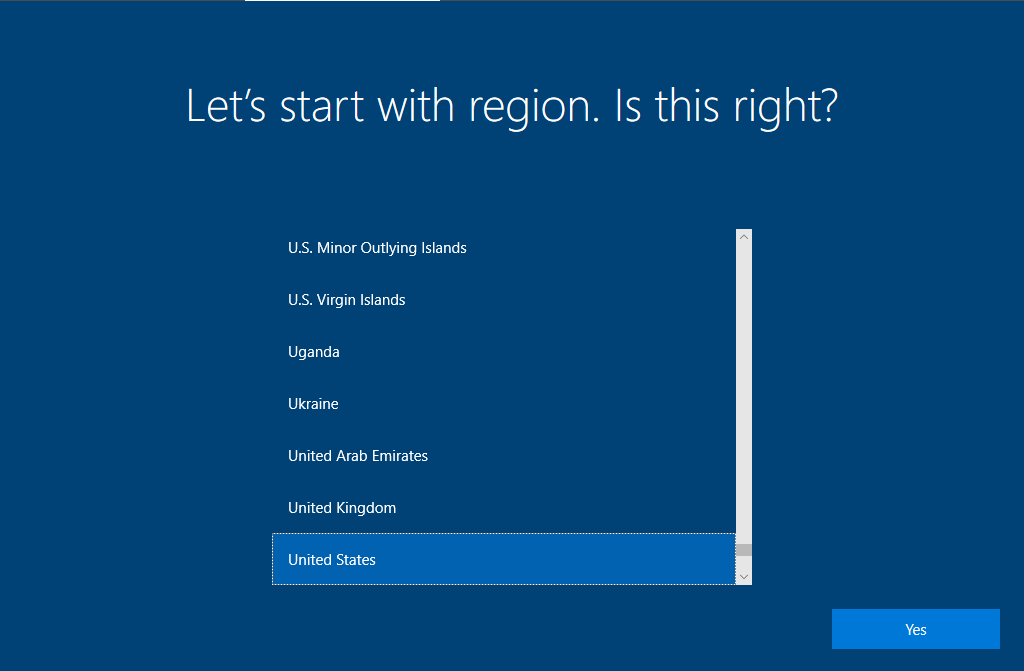 Let’s start with region. Is this right?
U.S. Minor Outlying Islands
U.S. Virgin Islands
Uganda
Ukraine
United Arab Emirates
United Kingdom
United States
Yes